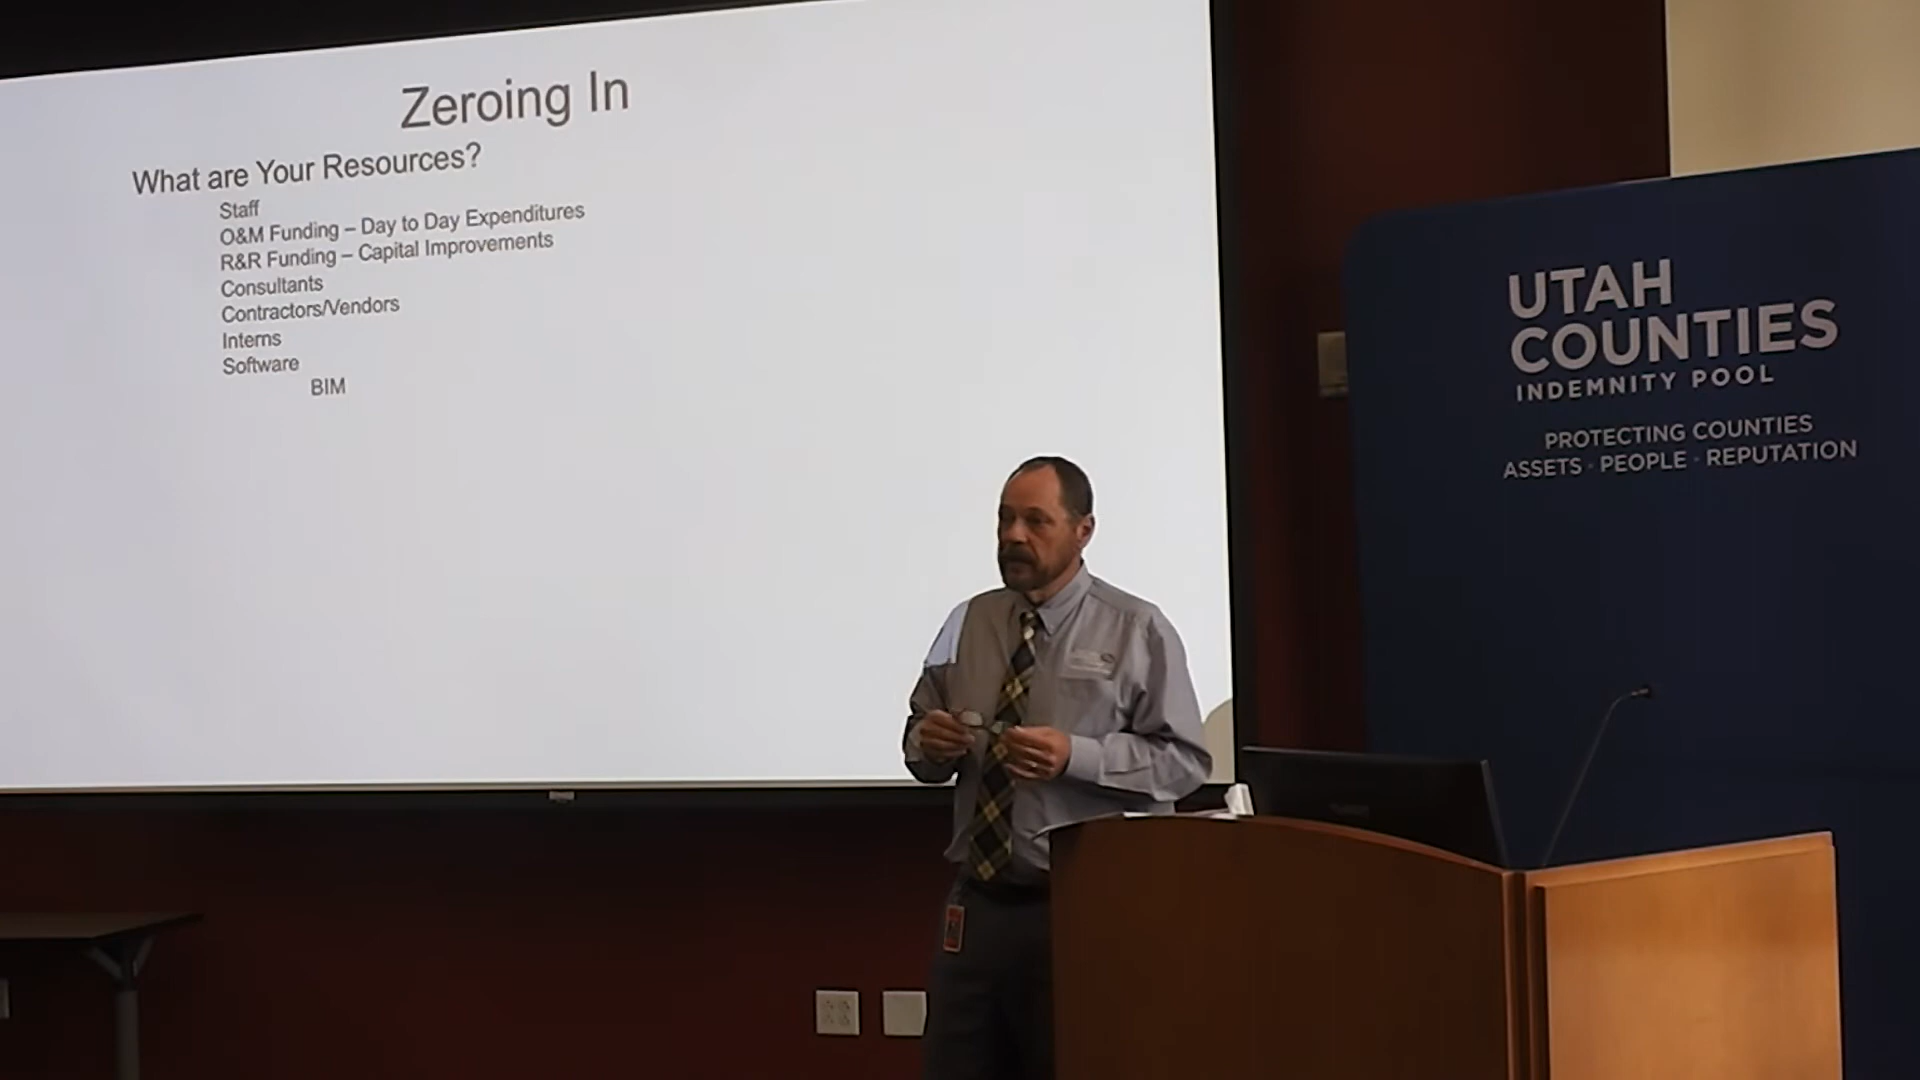 Zeroing In
What are Your Resources?
Staff
O&M Funding – Day to Day Expenditures
R&R Funding – Capital Improvements
Consultants
Contractors/Vendors
Interns
Software
BIM
UTAH
COUNTIES
INDEMNITY POOL
PROTECTING COUNTIES
ASSETS · PEOPLE · REPUTATION